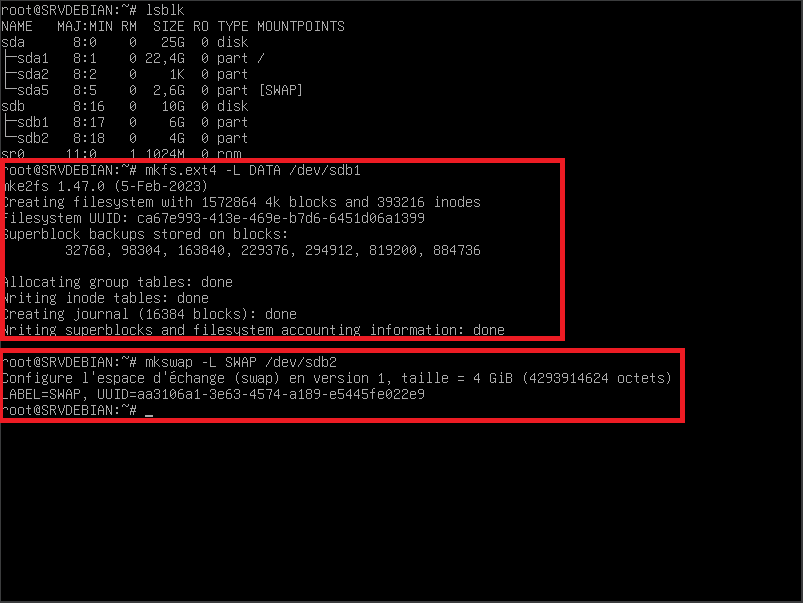 root@SRVDEBIAN:~# lsblk
NAME   MAJ:MIN RM  SIZE RO TYPE MOUNTPOINTS
sda      8:0    0   25G  0 disk
├─sda1   8:1    0 22,4G  0 part /
├─sda2   8:2    0    1K  0 part
└─sda5   8:5    0  2,6G  0 part [SWAP]
sdb      8:16   0   10G  0 disk
├─sdb1   8:17   0    6G  0 part
└─sdb2   8:18   0    4G  0 part
sr0     11:0    1 1024M  0 rom
root@SRVDEBIAN:~# mkfs.ext4 -L DATA /dev/sdb1
mke2fs 1.47.0 (5-Feb-2023)
Creating filesystem with 1572864 4k blocks and 393216 inodes
Filesystem UUID: ca67e993-413e-469e-b7d6-6451d06a1399
Superblock backups stored on blocks:
        32768, 98304, 163840, 229376, 294912, 819200, 884736
Allocating group tables: done
Writing inode tables: done
Creating journal (16384 blocks): done
Writing superblocks and filesystem accounting information: done
root@SRVDEBIAN:~# mkswap -L SWAP /dev/sdb2
Configure l'espace d'échange (swap) en version 1, taille = 4 GiB (4293914624 octets)
LABEL=SWAP, UUID=aa3106a1-3e63-4574-a189-e5445fe022e9
root@SRVDEBIAN:~# _